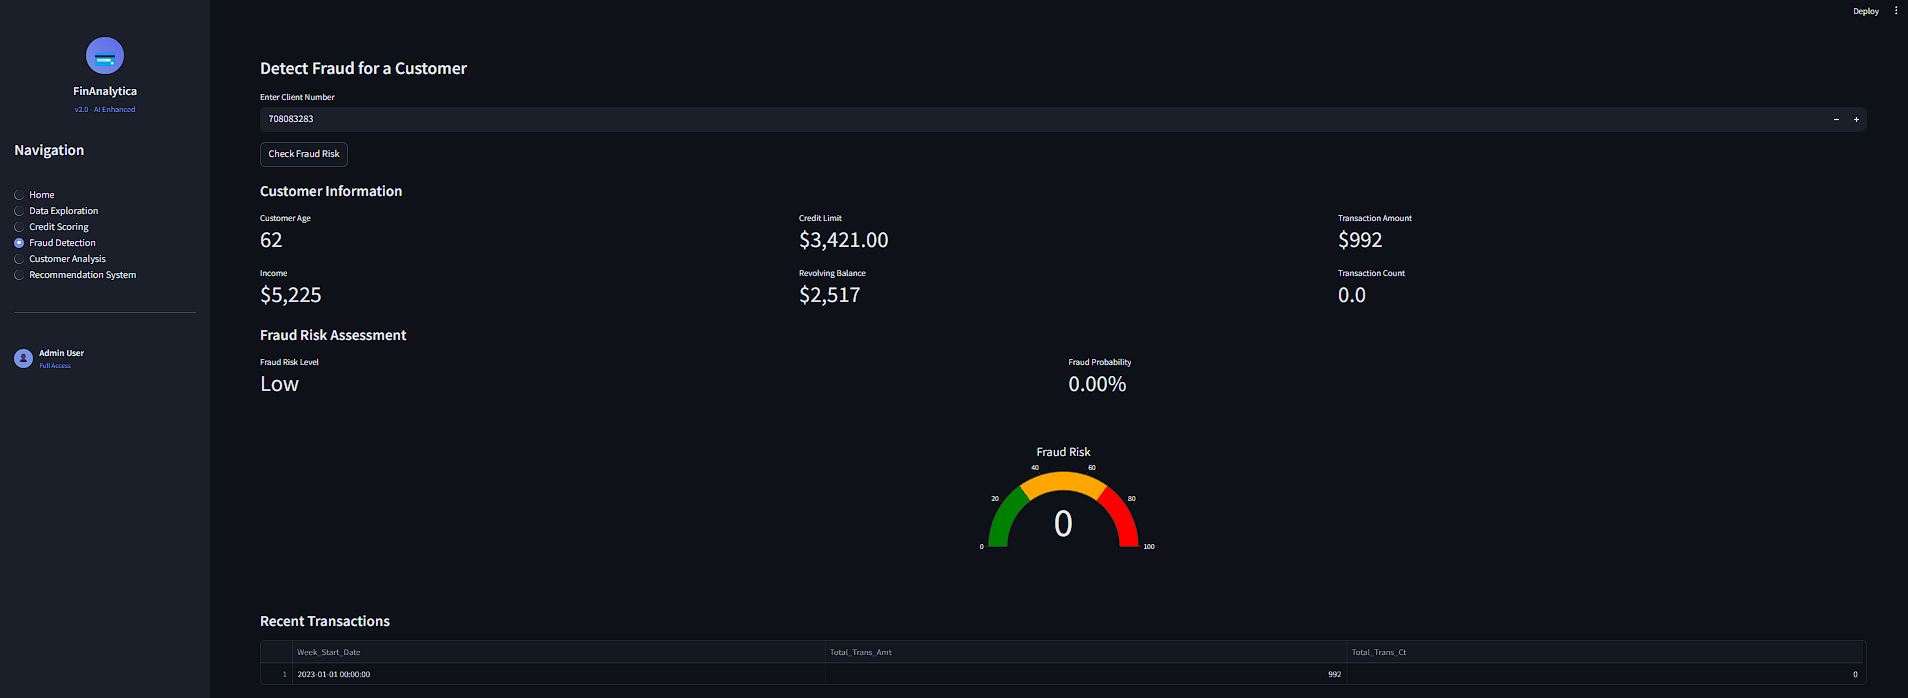 Deploy
FinAnalytica
v2.0 - AI Enhanced
Navigation
Home
Data Exploration
Credit Scoring
Fraud Detection
Customer Analysis
Recommendation System
Admin User
Full Access
Detect Fraud for a Customer
Enter Client Number
708083283
Check Fraud Risk
Customer Information
Customer Age Credit Limit Transaction Amount
62 $3,421.00 $992
Income Revolving Balance Transaction Count
$5,225 $2,517 0.0
Fraud Risk Assessment
Fraud Risk Level Fraud Probability
Low 0.00%
Fraud Risk
40 60
20 80
0
0 100
Recent Transactions
Week_Start_Date Total_Trans_Amt Total_Trans_Ct
1 2023-01-01 00:00:00 992 0